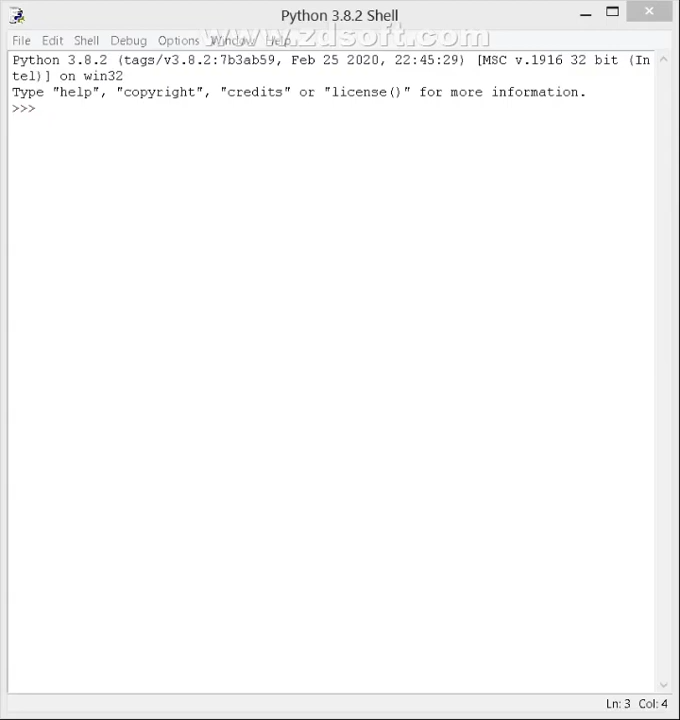 Python 3.8.2 Shell
www.zdsoft.com
File Edit Shell Debug Options Window Help
Python 3.8.2 (tags/v3.8.2:7b3ab59, Feb 25 2020, 22:45:29) [MSC v.1916 32 bit (In
tel)] on win32
Type "help", "copyright", "credits" or "license()" for more information.
>>>
Ln: 3 Col: 4